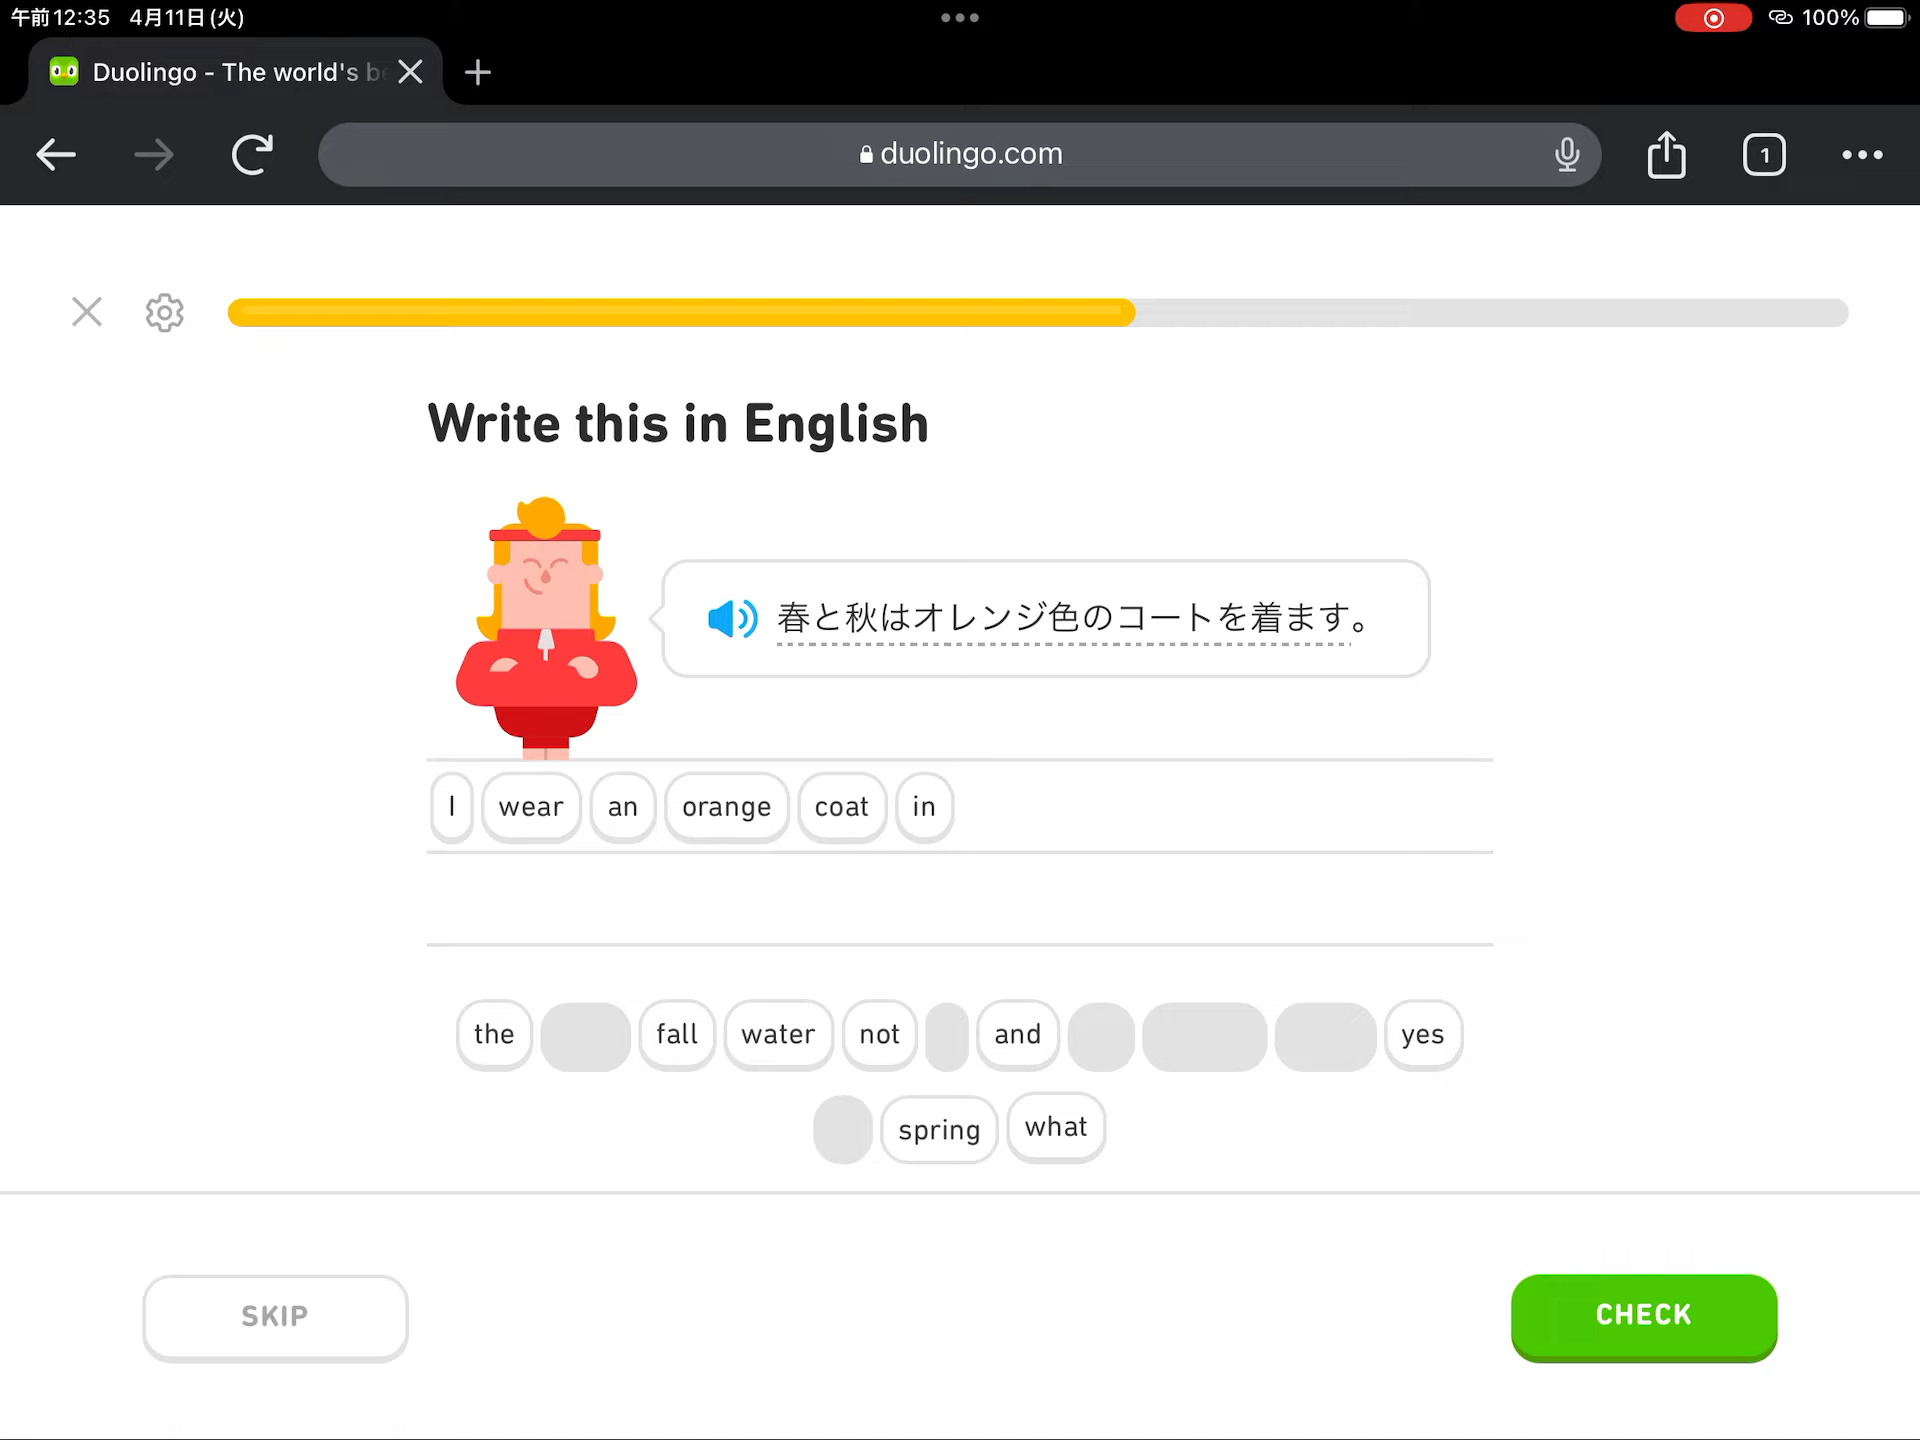 午前12:35 4月11日(火) 100%
Duolingo - The world's
duolingo.com 1
Write this in English
春と秋はオレンジ色のコートを着ます。
I wear an orange coat in
the fall water not and yes
spring what
SKIP CHECK